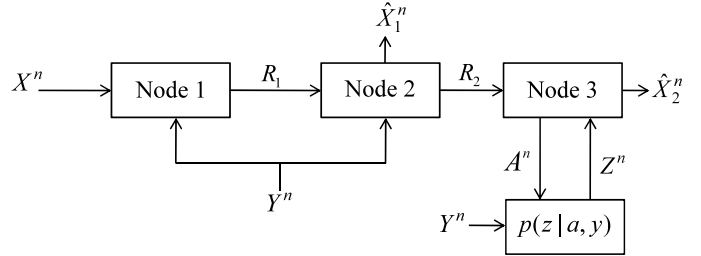 X̂₁ⁿ
Xⁿ Node 1 R₁ Node 2 R₂ Node 3 X̂₂ⁿ
Aⁿ Zⁿ
Yⁿ
Yⁿ p(z|a, y)